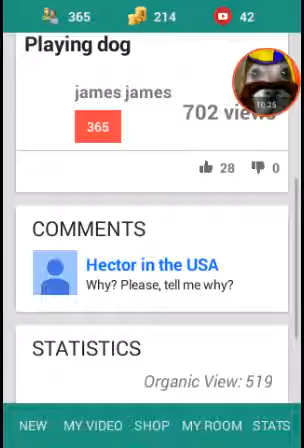 365 214 42
Playing dog
james james
365
702 views
10:25
28 0
COMMENTS
Hector in the USA
Why? Please, tell me why?
STATISTICS
Organic View: 519
NEW MY VIDEO SHOP MY ROOM STATS